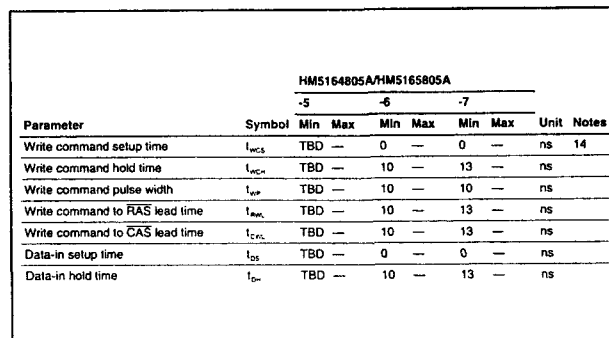 HM5164805A/HM5165805A
-5 -6 -7
Parameter Symbol Min Max Min Max Min Max Unit Notes
Write command setup time tWCS TBD — 0 — 0 — ns 14
Write command hold time tWCH TBD — 10 — 13 — ns
Write command pulse width tWP TBD — 10 — 10 — ns
Write command to RAS lead time tRWL TBD — 10 — 13 — ns
Write command to CAS lead time tCWL TBD — 10 — 13 — ns
Data-in setup time tDS TBD — 0 — 0 — ns
Data-in hold time tDH TBD — 10 — 13 — ns